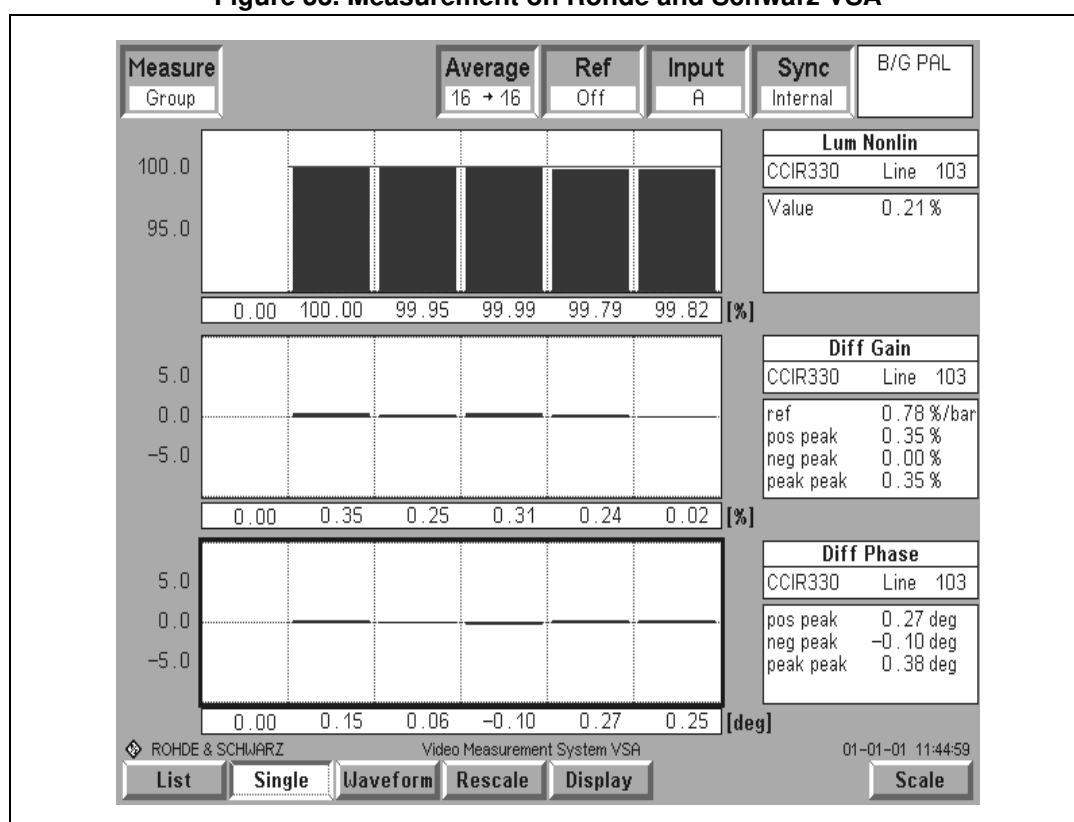 Figure 38. Measurement on Rohde and Schwarz VSA
Measure Average Ref Input Sync B/G PAL
Group 16 → 16 Off A Internal
Lum Nonlin
CCIR330 Line 103
Value 0.21 %
100.0
95.0
0.00 100.00 99.95 99.99 99.79 99.82 [%]
Diff Gain
CCIR330 Line 103
ref 0.78 %/bar
pos peak 0.35 %
neg peak 0.00 %
peak peak 0.35 %
5.0
0.0
-5.0
0.00 0.35 0.25 0.31 0.24 0.02 [%]
Diff Phase
CCIR330 Line 103
pos peak 0.27 deg
neg peak -0.10 deg
peak peak 0.38 deg
5.0
0.0
-5.0
0.00 0.15 0.06 -0.10 0.27 0.25 [deg]
ROHDE & SCHWARZ Video Measurement System VSA 01-01-01 11:44:59
List Single Waveform Rescale Display Scale